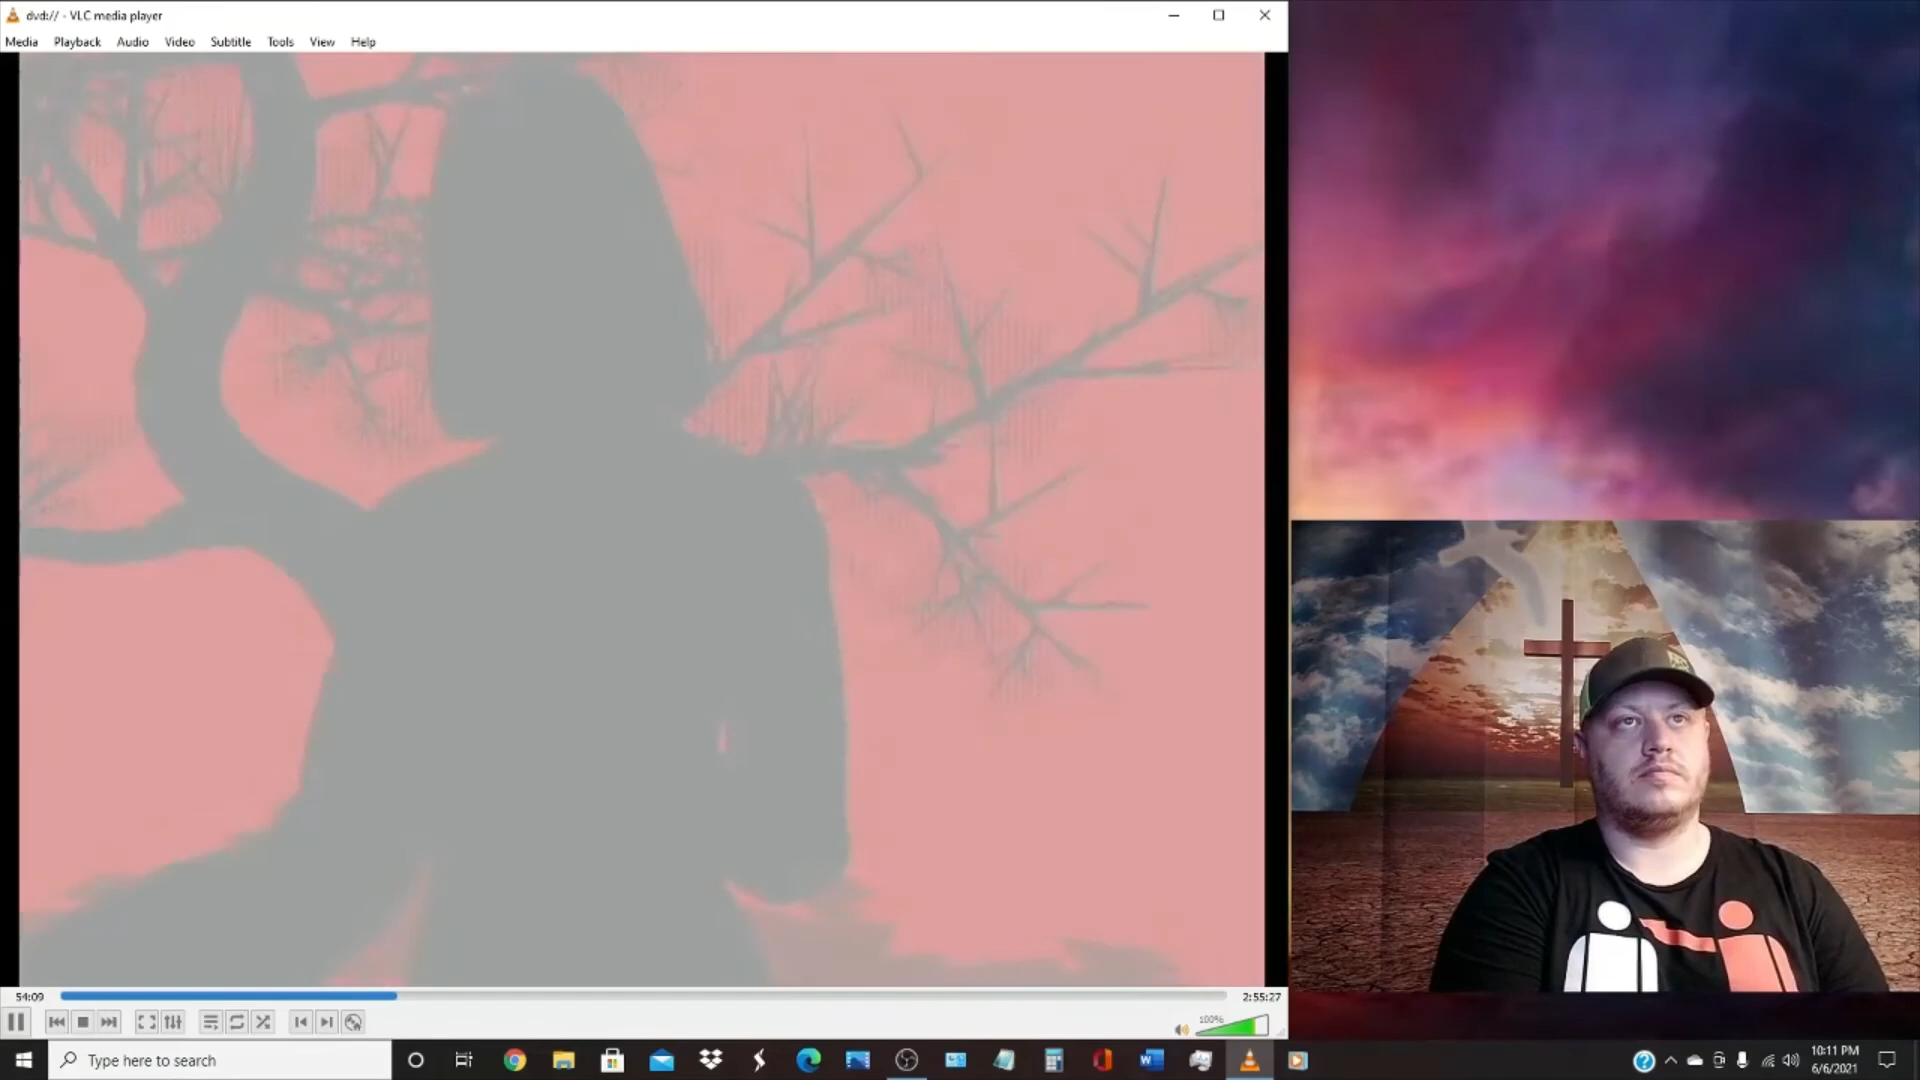 dvd:// - VLC media player
Media Playback Audio Video Subtitle Tools View Help
54:09
2:55:27
100%
Type here to search
10:11 PM
6/6/2021